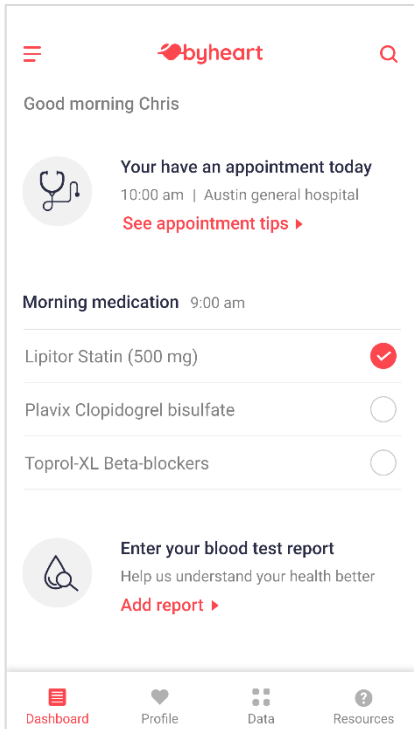 byheart
Good morning Chris
Your have an appointment today
10:00 am | Austin general hospital
See appointment tips
Morning medication 9:00 am
Lipitor Statin (500 mg)
Plavix Clopidogrel bisulfate
Toprol-XL Beta-blockers
Enter your blood test report
Help us understand your health better
Add report
Dashboard Profile Data Resources